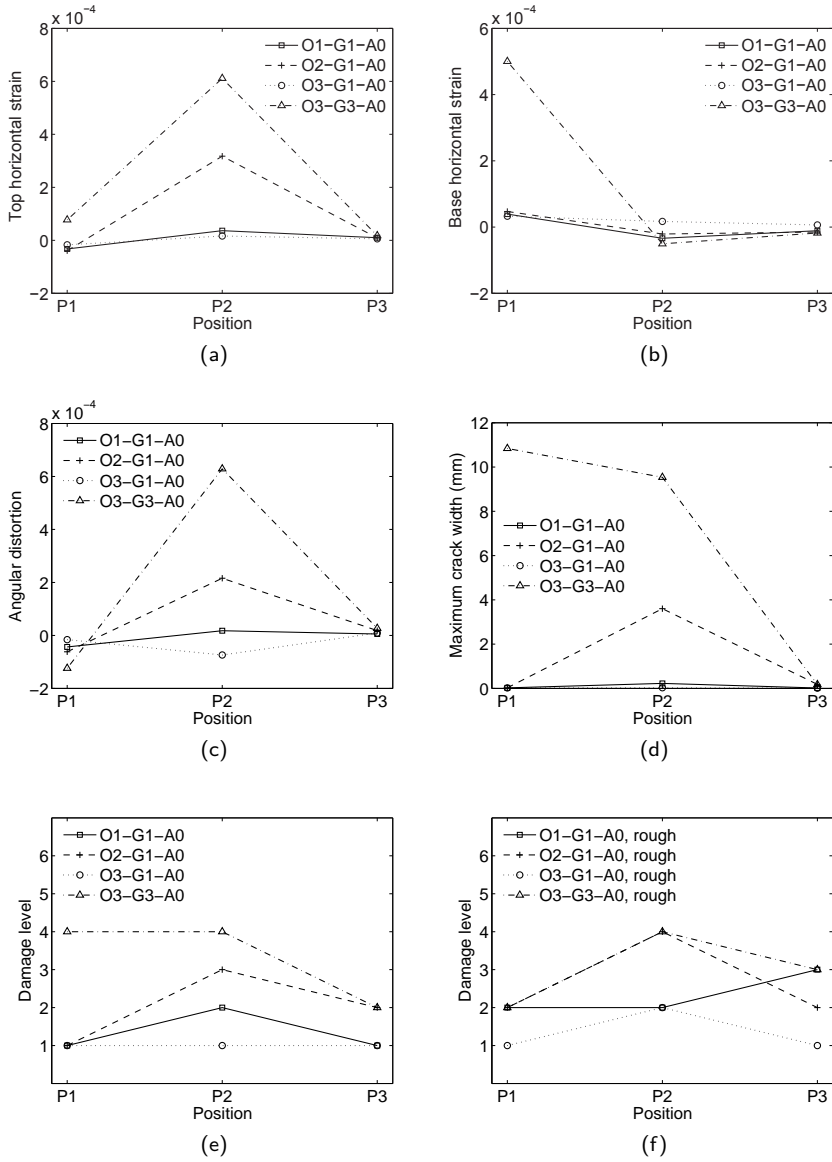 x 10−4
8
6
4
2
0
−2
Top horizontal strain
O1−G1−A0
O2−G1−A0
O3−G1−A0
O3−G3−A0
P1 P2 P3
Position
(a)
x 10−4
6
4
2
0
−2
Base horizontal strain
O1−G1−A0
O2−G1−A0
O3−G1−A0
O3−G3−A0
P1 P2 P3
Position
(b)
x 10−4
8
6
4
2
0
−2
Angular distortion
O1−G1−A0
O2−G1−A0
O3−G1−A0
O3−G3−A0
P1 P2 P3
Position
(c)
12
10
8
6
4
2
0
Maximum crack width (mm)
O1−G1−A0
O2−G1−A0
O3−G1−A0
O3−G3−A0
P1 P2 P3
Position
(d)
6
5
4
3
2
1
Damage level
O1−G1−A0
O2−G1−A0
O3−G1−A0
O3−G3−A0
P1 P2 P3
Position
(e)
6
5
4
3
2
1
Damage level
O1−G1−A0, rough
O2−G1−A0, rough
O3−G1−A0, rough
O3−G3−A0, rough
P1 P2 P3
Position
(f)